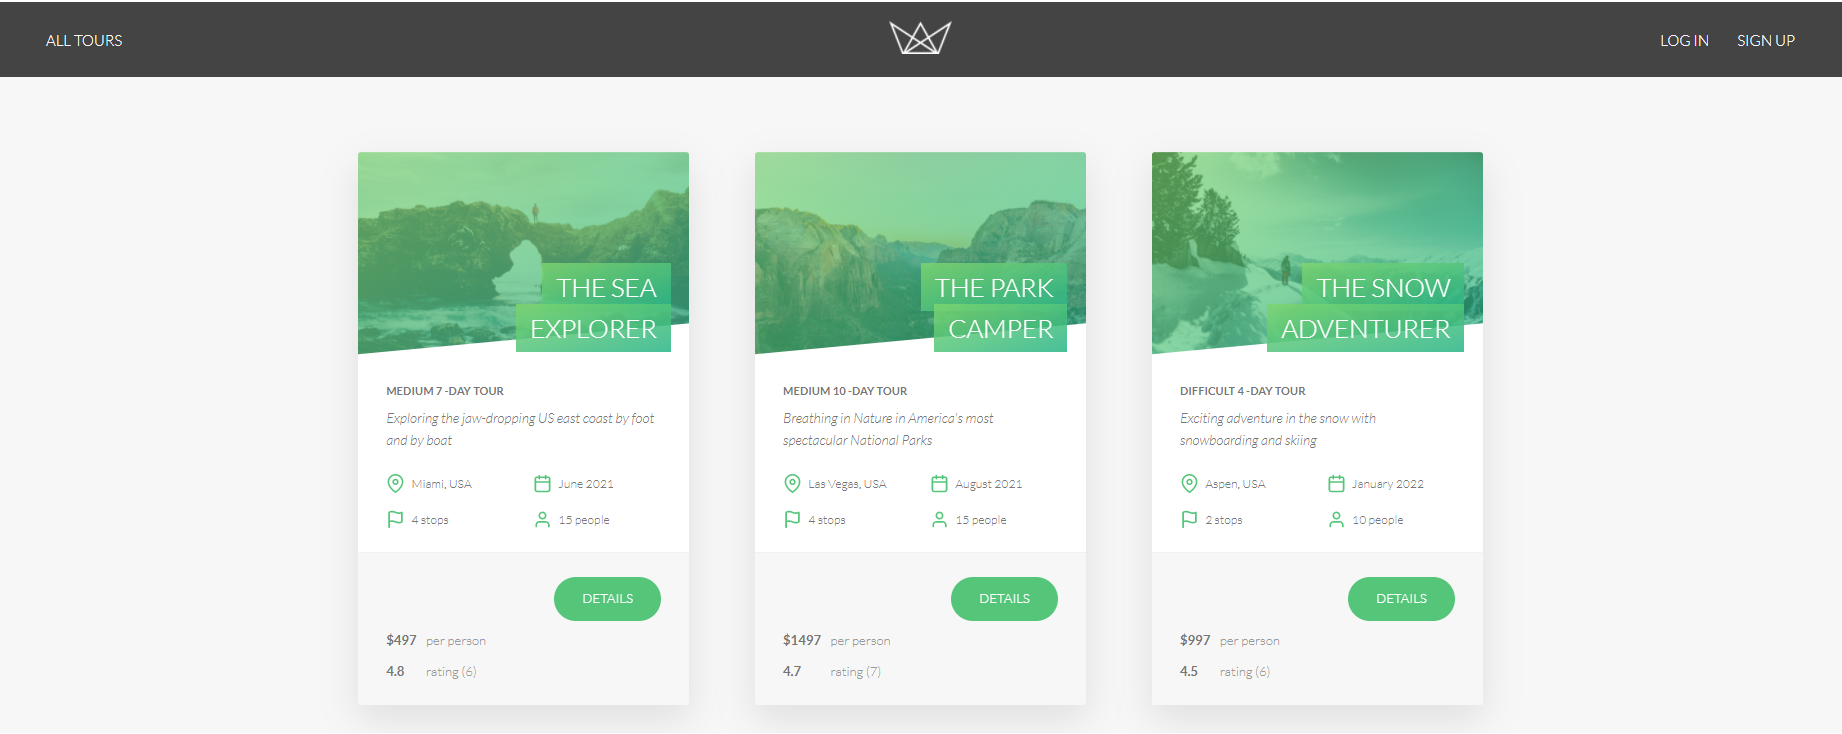 ALL TOURS
LOG IN
SIGN UP
THE SEA
EXPLORER
MEDIUM 7 -DAY TOUR
Exploring the jaw-dropping US east coast by foot
and by boat
Miami, USA
June 2021
4 stops
15 people
DETAILS
$497 per person
4.8 rating (6)
THE PARK
CAMPER
MEDIUM 10 -DAY TOUR
Breathing in Nature in America's most
spectacular National Parks
Las Vegas, USA
August 2021
4 stops
15 people
DETAILS
$1497 per person
4.7 rating (7)
THE SNOW
ADVENTURER
DIFFICULT 4 -DAY TOUR
Exciting adventure in the snow with
snowboarding and skiing
Aspen, USA
January 2022
2 stops
10 people
DETAILS
$997 per person
4.5 rating (6)